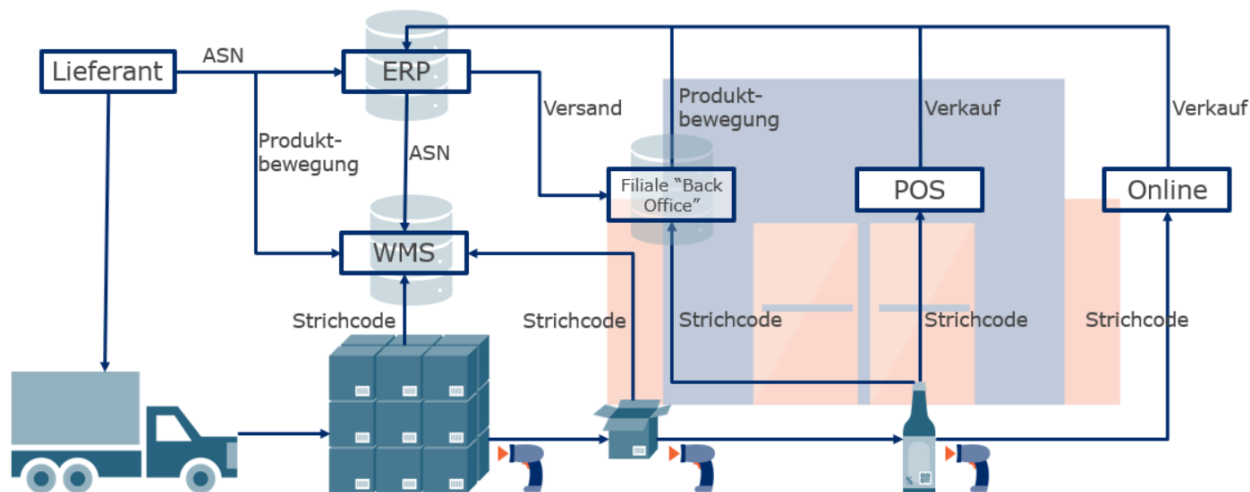 Lieferant
ASN
ERP
Versand
Produkt-
bewegung
Verkauf
Verkauf
Produkt-
bewegung
ASN
Filiale “Back
Office”
POS
Online
WMS
Strichcode
Strichcode
Strichcode
Strichcode
Strichcode